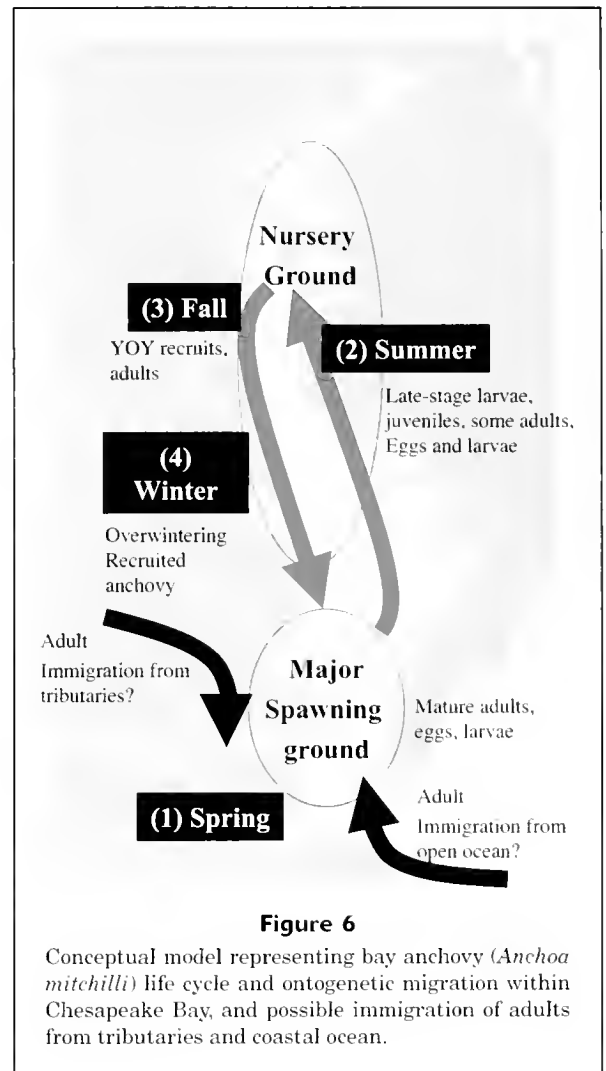 Nursery
Ground
(3) Fall
YOY recruits,
adults
(2) Summer
Late-stage larvae,
juveniles, some adults,
Eggs and larvae
(4)
Winter
Overwintering
Recruited
anchovy
Adult
Immigration from
tributaries?
Major
Spawning
ground
Mature adults,
eggs, larvae
(1) Spring
Adult
Immigration from
open ocean?
Figure 6
Conceptual model representing bay anchovy (Anchoa
mitchilli) life cycle and ontogenetic migration within
Chesapeake Bay, and possible immigration of adults
from tributaries and coastal ocean.